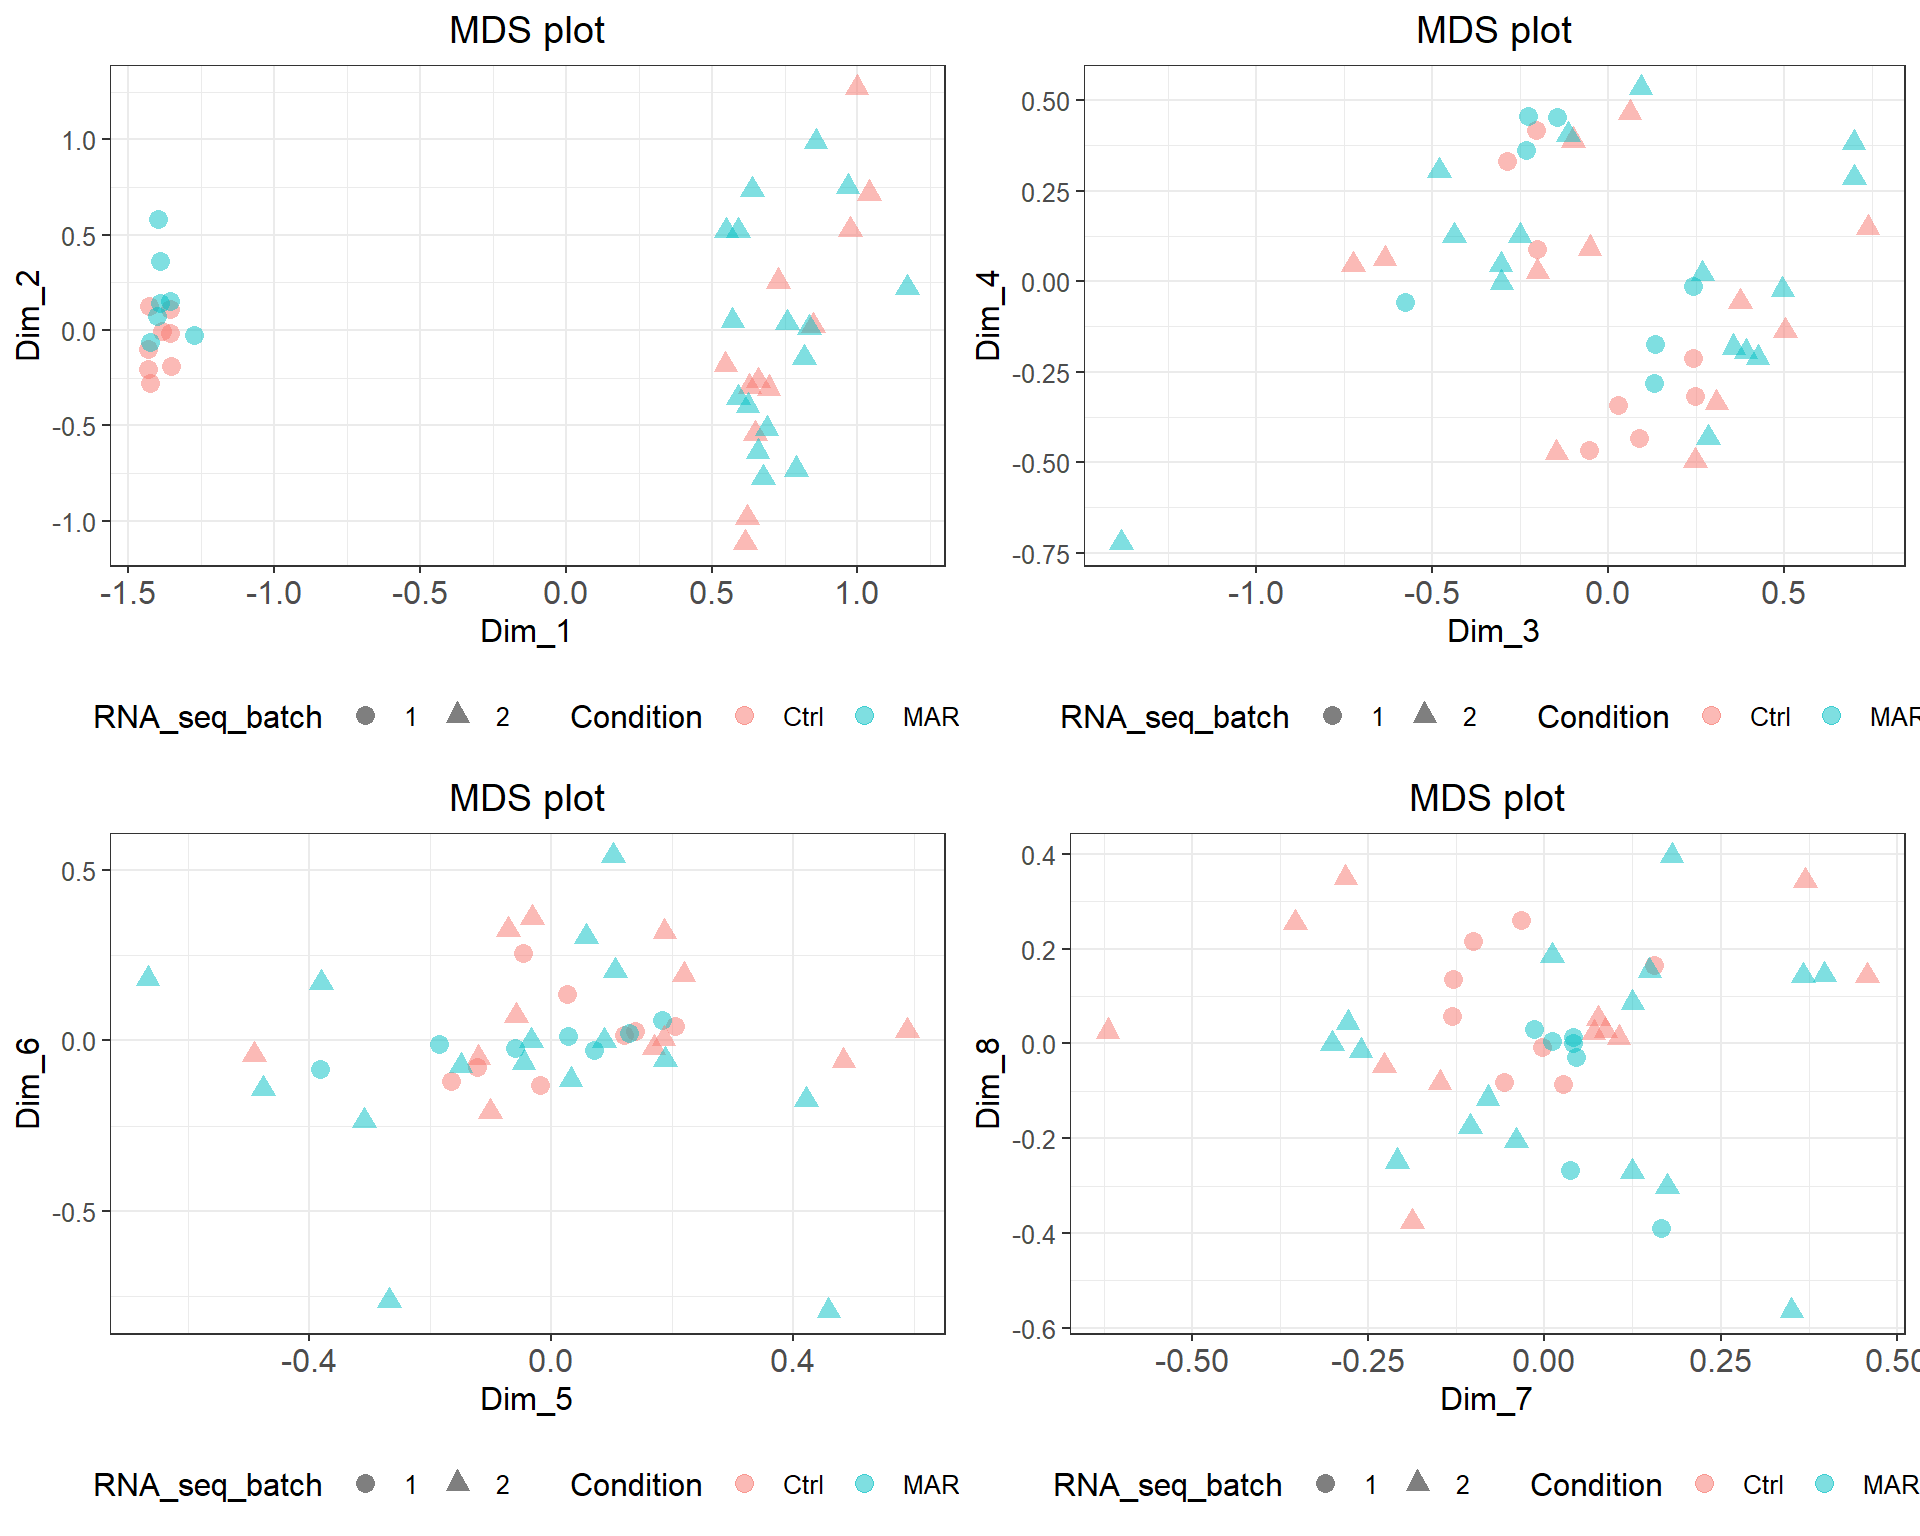 MDS plot
1.0
0.5
0.0
-0.5
-1.0
Dim_2
-1.5 -1.0 -0.5 0.0 0.5 1.0
Dim_1
RNA_seq_batch 1 2 Condition Ctrl MAR
MDS plot
0.50
0.25
0.00
-0.25
-0.50
-0.75
Dim_4
-1.0 -0.5 0.0 0.5
Dim_3
RNA_seq_batch 1 2 Condition Ctrl MAR
MDS plot
0.5
0.0
-0.5
Dim_6
-0.4 0.0 0.4
Dim_5
RNA_seq_batch 1 2 Condition Ctrl MAR
MDS plot
0.4
0.2
0.0
-0.2
-0.4
-0.6
Dim_8
-0.50 -0.25 0.00 0.25 0.50
Dim_7
RNA_seq_batch 1 2 Condition Ctrl MAR